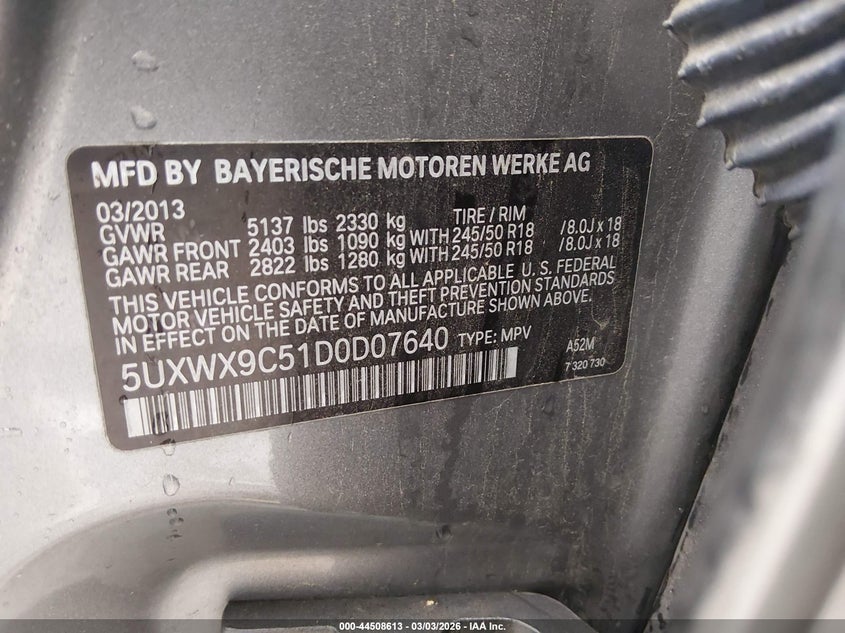 MFD BY BAYERISCHE MOTOREN WERKE AG
03/2013 TIRE / RIM
GVWR 5137 lbs 2330 kg
GAWR FRONT 2403 lbs 1090 kg WITH 245/50 R18 /8.0J x 18
GAWR REAR 2822 lbs 1280 kg WITH 245/50 R18 /8.0J x 18
THIS VEHICLE CONFORMS TO ALL APPLICABLE U. S. FEDERAL
MOTOR VEHICLE SAFETY AND THEFT PREVENTION STANDARDS
IN EFFECT ON THE DATE OF MANUFACTURE SHOWN ABOVE.
5UXWX9C51D0D07640 TYPE: MPV A52M
7 320 730
000-44508613 - 03/03/2026 - IAA Inc.